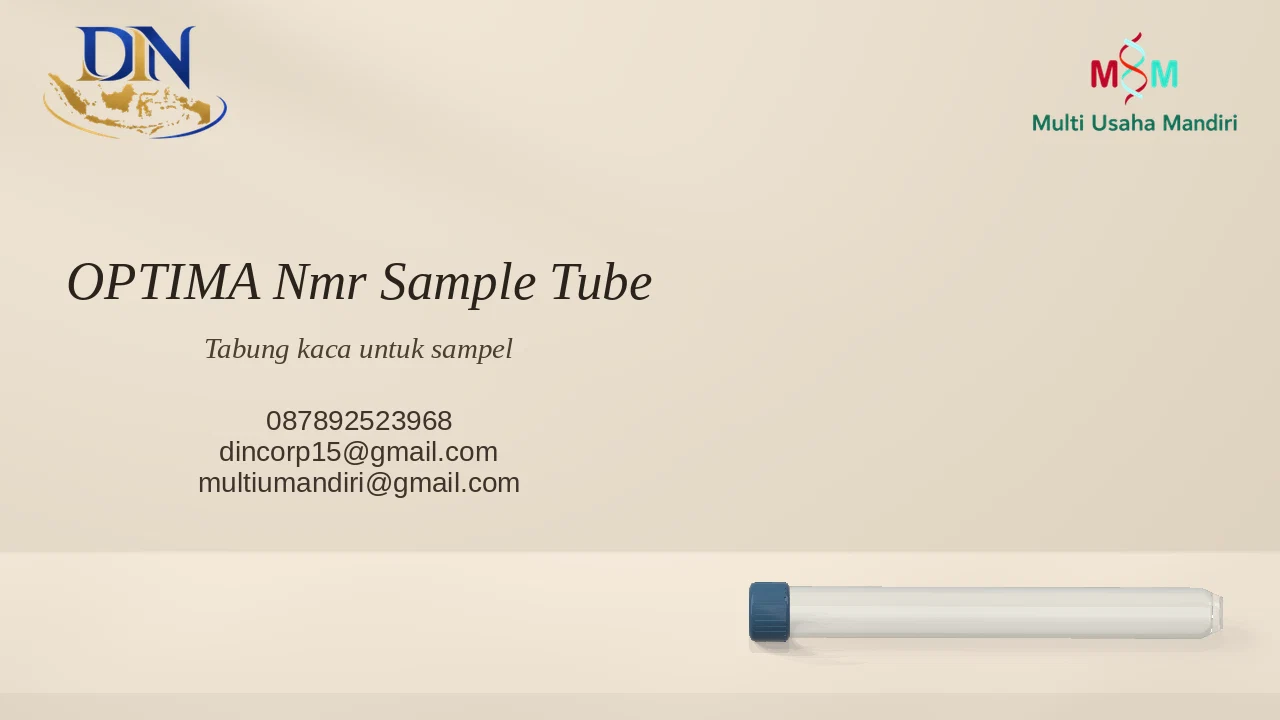 DN
M M
Multi Usaha Mandiri
OPTIMA Nmr Sample Tube
Tabung kaca untuk sampel
087892523968
dincorp15@gmail.com
multiumandiri@gmail.com